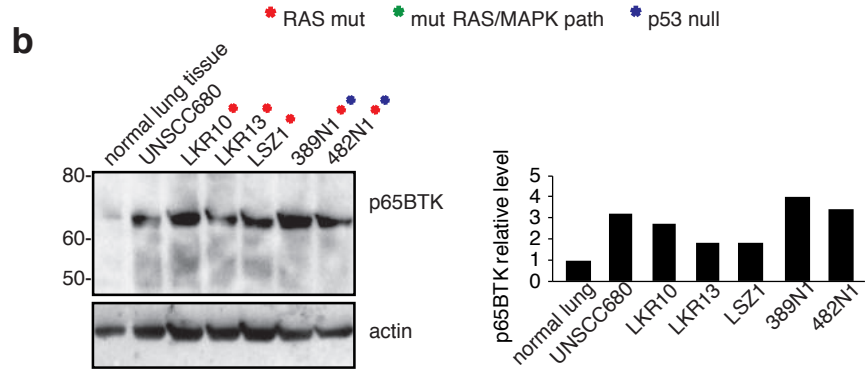 RAS mut mut RAS/MAPK path p53 null
b
normal lung tissue
UNSCC680
LKR10
LKR13
LSZ1
389N1
482N1
80-
60-
50-
p65BTK
actin
p65BTK relative level
5
4
3
2
1
0
normal lung
UNSCC680
LKR10
LKR13
LSZ1
389N1
482N1